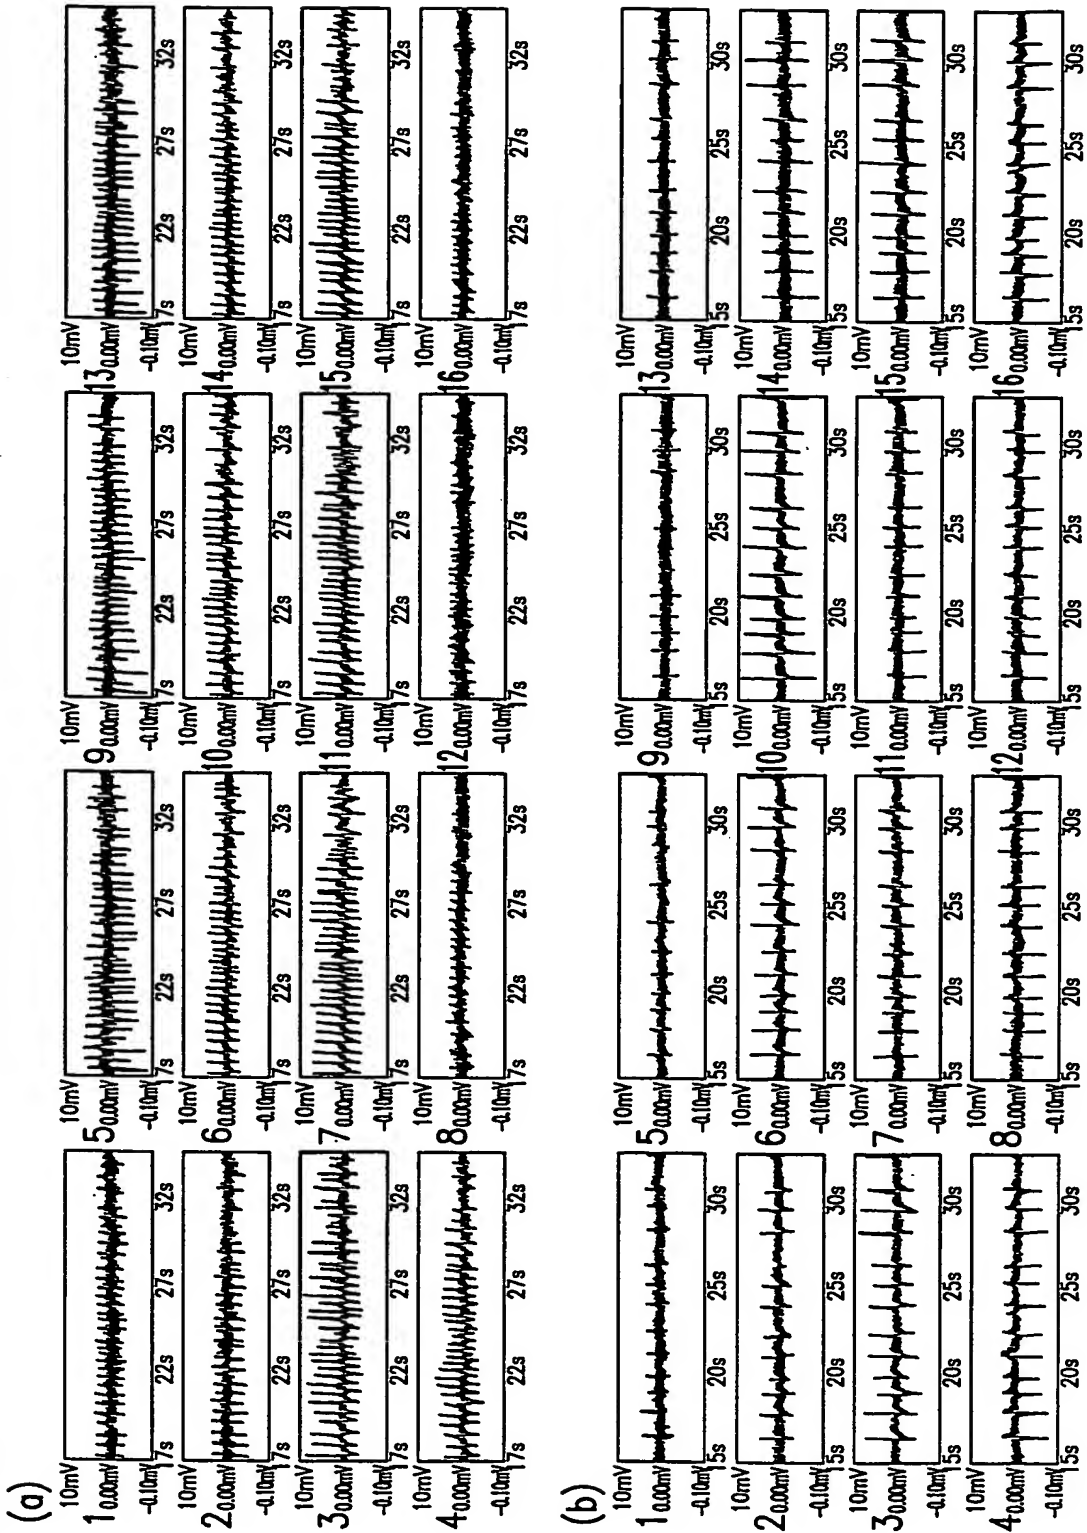 (a)
10mV 10mV 10mV 10mV
1 0.00mV 5 0.00mV 9 0.00mV 13 0.00mV
-0.10mV -0.10mV -0.10mV -0.10mV
17s 22s 27s 32s 17s 22s 27s 32s 17s 22s 27s 32s 17s 22s 27s 32s
10mV 10mV 10mV 10mV
2 0.00mV 6 0.00mV 10 0.00mV 14 0.00mV
-0.10mV -0.10mV -0.10mV -0.10mV
17s 22s 27s 32s 17s 22s 27s 32s 17s 22s 27s 32s 17s 22s 27s 32s
10mV 10mV 10mV 10mV
3 0.00mV 7 0.00mV 11 0.00mV 15 0.00mV
-0.10mV -0.10mV -0.10mV -0.10mV
17s 22s 27s 32s 17s 22s 27s 32s 17s 22s 27s 32s 17s 22s 27s 32s
10mV 10mV 10mV 10mV
4 0.00mV 8 0.00mV 12 0.00mV 16 0.00mV
-0.10mV -0.10mV -0.10mV -0.10mV
17s 22s 27s 32s 17s 22s 27s 32s 17s 22s 27s 32s 17s 22s 27s 32s
(b)
10mV 10mV 10mV 10mV
1 0.00mV 5 0.00mV 9 0.00mV 13 0.00mV
-0.10mV -0.10mV -0.10mV -0.10mV
15s 20s 25s 30s 15s 20s 25s 30s 15s 20s 25s 30s 15s 20s 25s 30s
10mV 10mV 10mV 10mV
2 0.00mV 6 0.00mV 10 0.00mV 14 0.00mV
-0.10mV -0.10mV -0.10mV -0.10mV
15s 20s 25s 30s 15s 20s 25s 30s 15s 20s 25s 30s 15s 20s 25s 30s
10mV 10mV 10mV 10mV
3 0.00mV 7 0.00mV 11 0.00mV 15 0.00mV
-0.10mV -0.10mV -0.10mV -0.10mV
15s 20s 25s 30s 15s 20s 25s 30s 15s 20s 25s 30s 15s 20s 25s 30s
10mV 10mV 10mV 10mV
4 0.00mV 8 0.00mV 12 0.00mV 16 0.00mV
-0.10mV -0.10mV -0.10mV -0.10mV
15s 20s 25s 30s 15s 20s 25s 30s 15s 20s 25s 30s 15s 20s 25s 30s